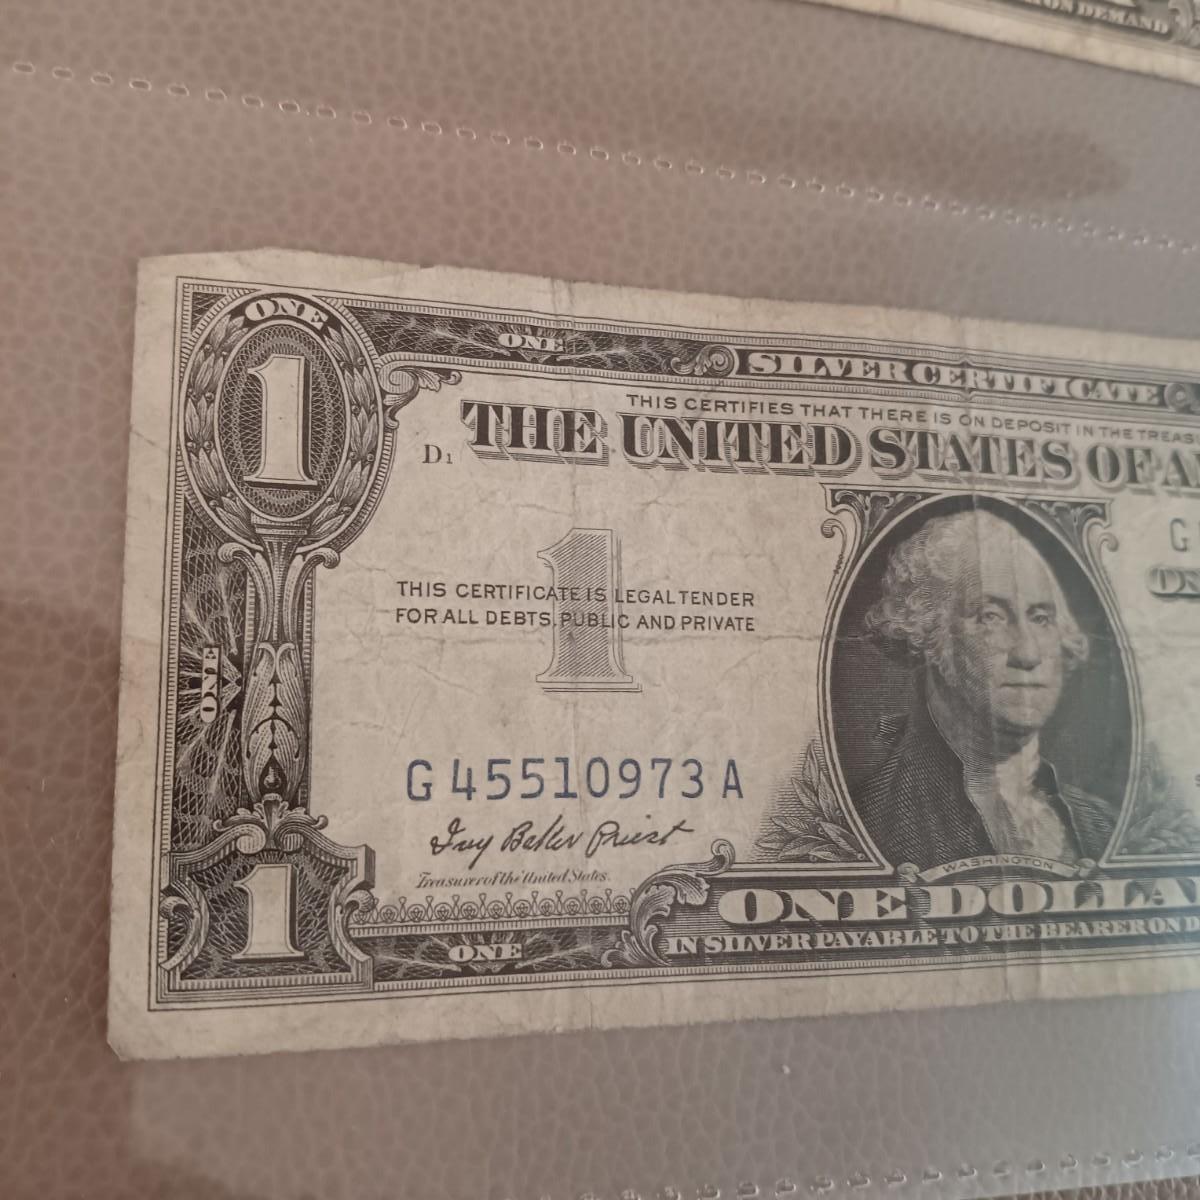 ON DEMAND
ONE
ONE
SILVER CERTIFICATE
1
THIS CERTIFIES THAT THERE IS ON DEPOSIT IN THE TREAS
D1
THE UNITED STATES OF A
G
1
THIS CERTIFICATE IS LEGAL TENDER
FOR ALL DEBTS, PUBLIC AND PRIVATE
ONE
G 45510973 A
Ivy Baker Priest
Treasurer of the United States.
WASHINGTON
1
ONE DOLLA
ONE
IN SILVER PAYABLE TO THE BEARER ON